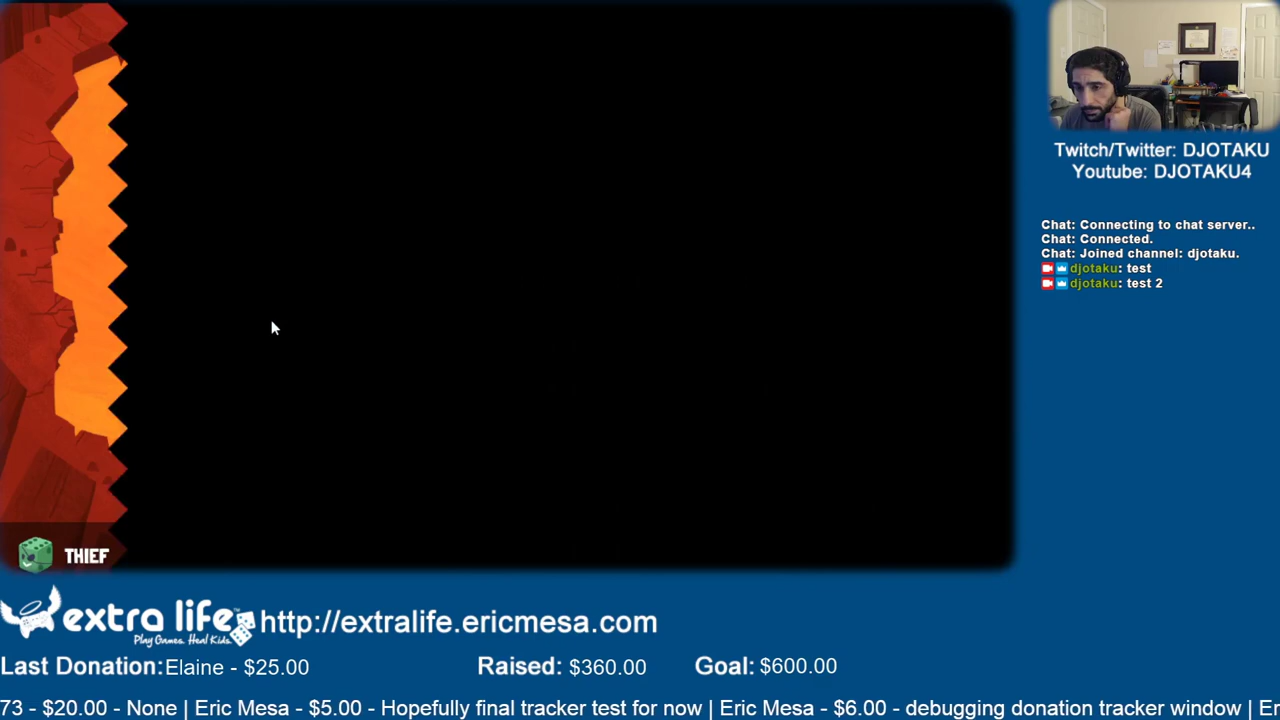 Twitch/Twitter: DJOTAKU
Youtube: DJOTAKU4
Chat: Connecting to chat server..
Chat: Connected.
Chat: Joined channel: djotaku.
djotaku: test
djotaku: test 2
THIEF
extra life
Play Games. Heal Kids.
http://extralife.ericmesa.com
Last Donation: Elaine - $25.00
Raised: $360.00
Goal: $600.00
73 - $20.00 - None | Eric Mesa - $5.00 - Hopefully final tracker test for now | Eric Mesa - $6.00 - debugging donation tracker window | Er